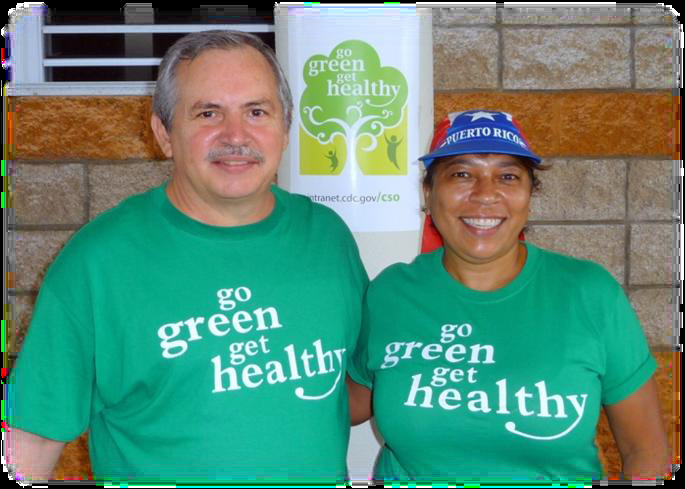 go
green
get
healthy
intranet.cdc.gov/cso
PUERTO RICO
go
green
get
healthy
go
green
get
healthy